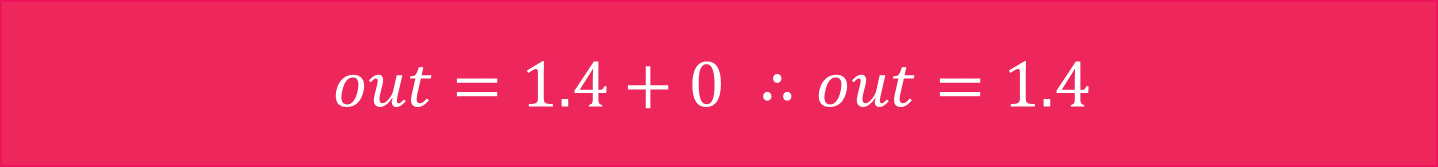 out = 1.4 + 0 ∴ out = 1.4